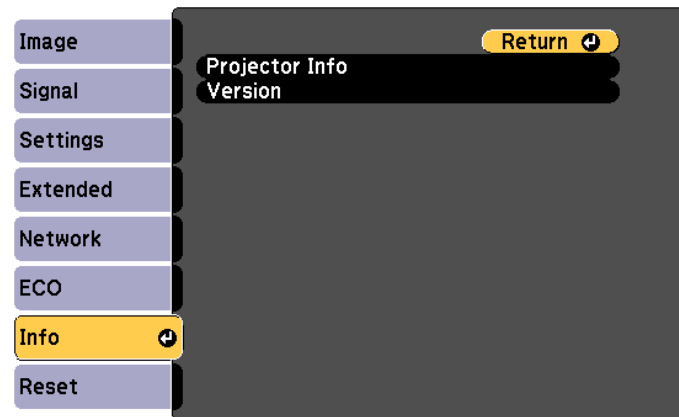 Image
Signal
Settings
Extended
Network
ECO
Info
Reset
Return
Projector Info
Version